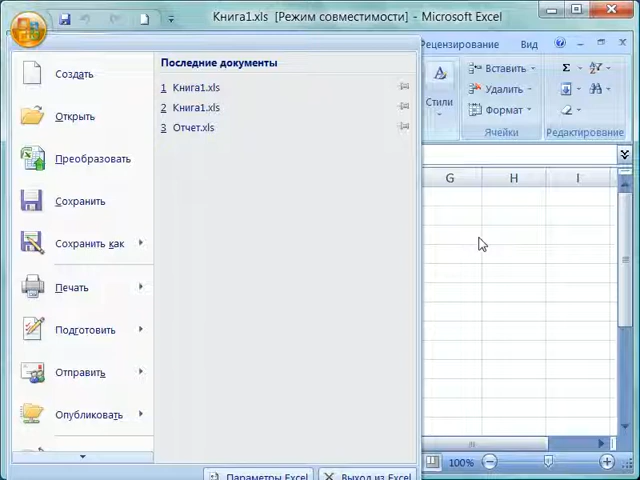 Книга1.xls [Режим совместимости] - Microsoft Excel
Рецензирование Вид
Последние документы
Создать
1 Книга1.xls
2 Книга1.xls
3 Отчет.xls
Открыть
Преобразовать
Сохранить
Сохранить как
Печать
Подготовить
Отправить
Опубликовать
Параметры Excel
Выход из Excel
Стили
Вставить
Удалить
Формат
Ячейки
Σ
Редактирование
G H I
100%